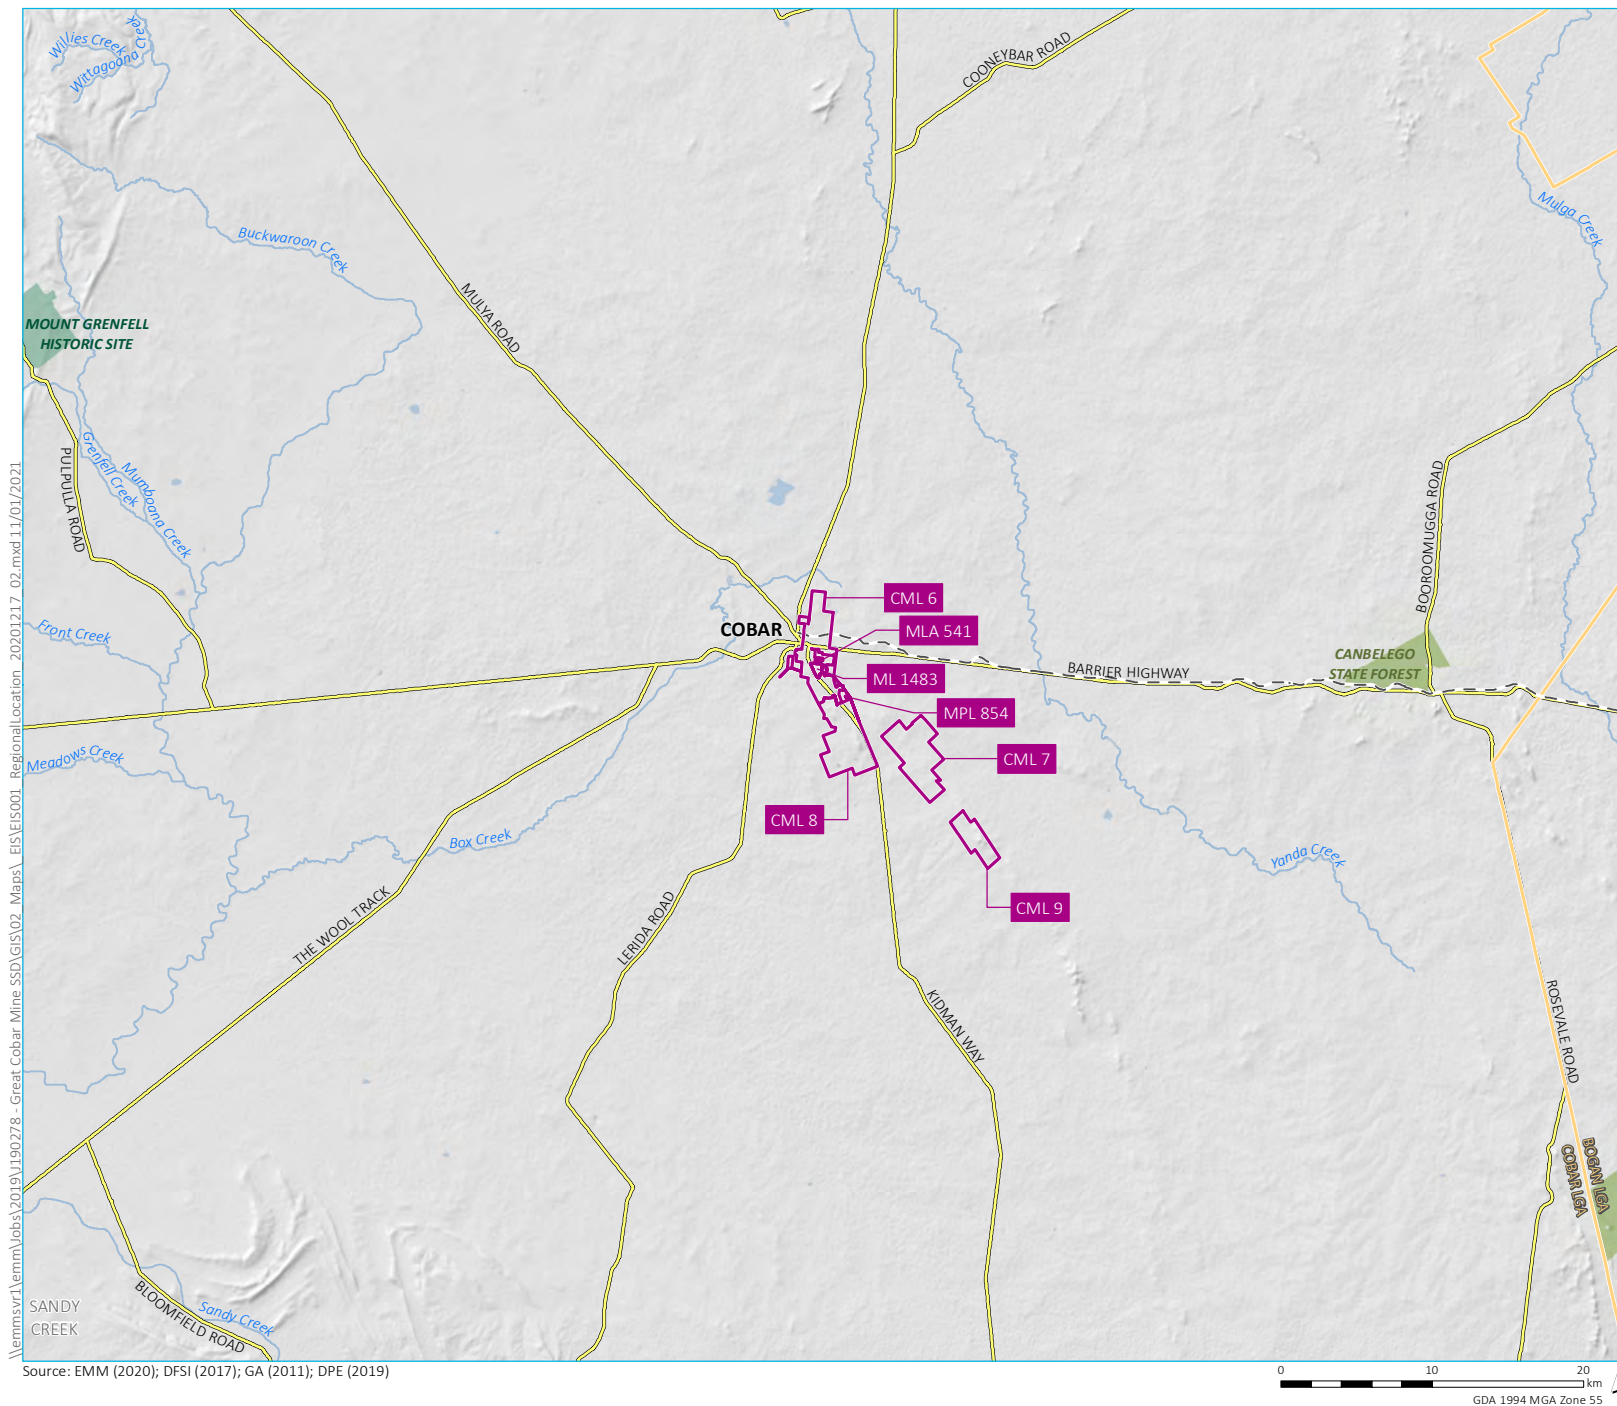 Willies Creek
Wittagoona Creek
COONEYBAR ROAD
Mulga Creek
Buckwaroon Creek
MOUNT GRENFELL
HISTORIC SITE
MULYA ROAD
PULPULLA ROAD
Grenfell Creek
Mumboana Creek
BOOROOMUGGA ROAD
CML 6
COBAR
MLA 541
Front Creek
CANBELEGO
STATE FOREST
BARRIER HIGHWAY
ML 1483
MPL 854
Meadows Creek
CML 7
CML 8
Box Creek
Yanda Creek
THE WOOL TRACK
LERIDA ROAD
CML 9
KIDMAN WAY
ROSEVALE ROAD
BOGAN LGA
COBAR LGA
SANDY
CREEK
BLOOMFIELD ROAD
Sandy Creek
\\emmsvr1\emm\Jobs\2019\J190278 - Great Cobar Mine SSD\GIS\02_Maps\_EIS\EIS001_RegionalLocation_20201217_02.mxd 11/01/2021
Source: EMM (2020); DFSI (2017); GA (2011); DPE (2019)
0 10 20
km
GDA 1994 MGA Zone 55